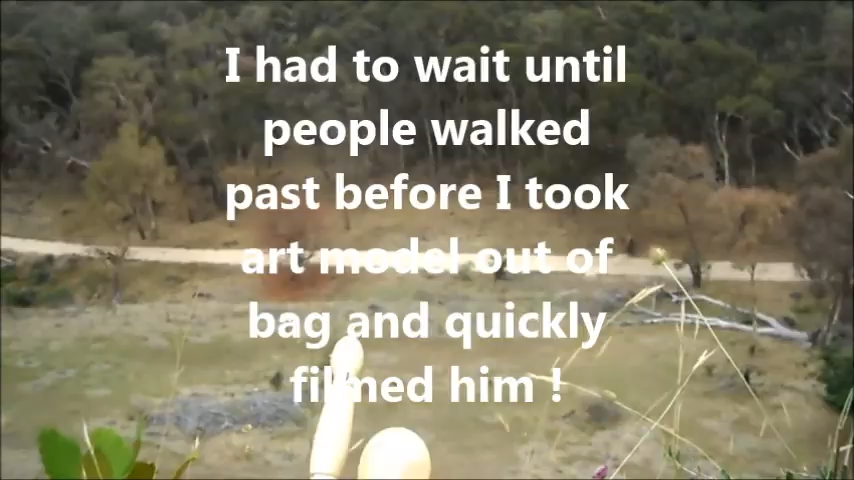 I had to wait until
people walked
past before I took
art model out of
bag and quickly
filmed him !